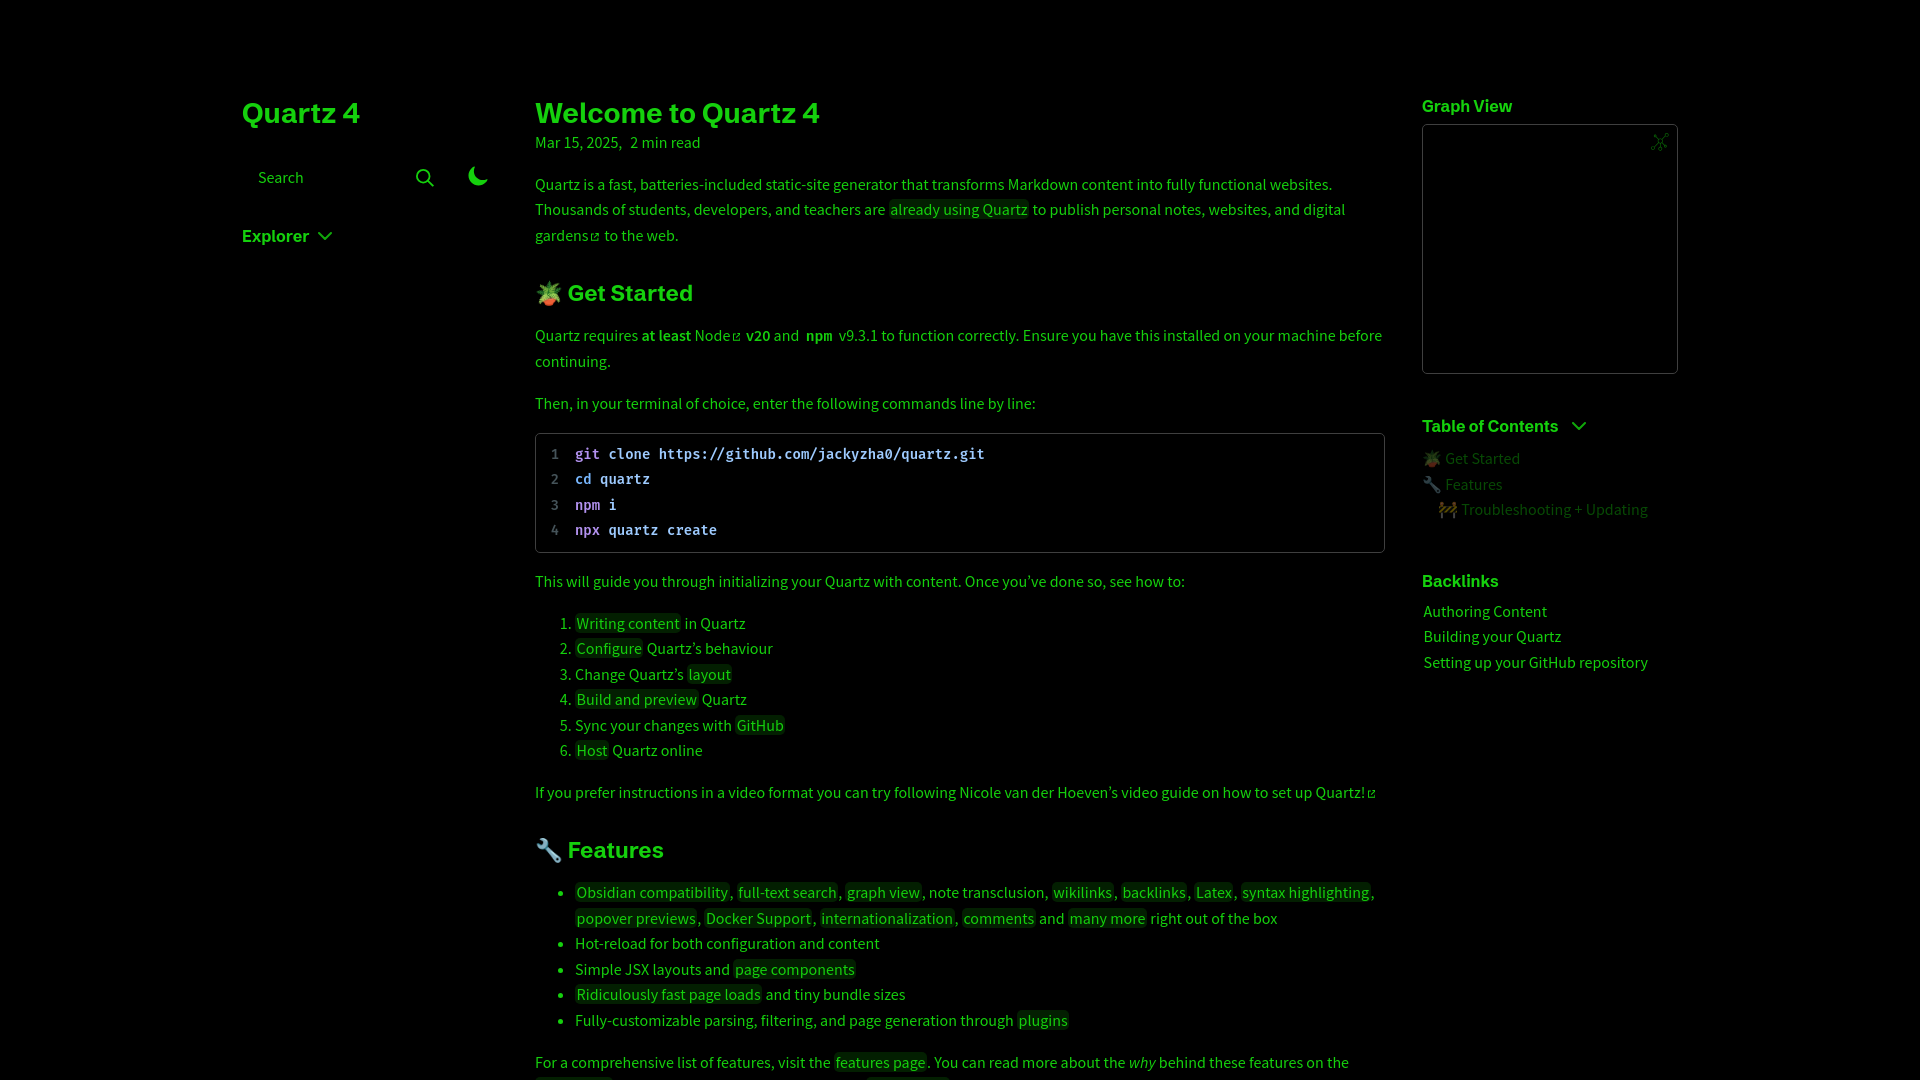 Quartz 4
Search
Explorer
Welcome to Quartz 4
Mar 15, 2025, 2 min read
Quartz is a fast, batteries-included static-site generator that transforms Markdown content into fully functional websites.
Thousands of students, developers, and teachers are already using Quartz to publish personal notes, websites, and digital
gardens to the web.
🪴 Get Started
Quartz requires at least Node v20 and npm v9.3.1 to function correctly. Ensure you have this installed on your machine before
continuing.
Then, in your terminal of choice, enter the following commands line by line:
1 git clone https://github.com/jackyzha0/quartz.git
2 cd quartz
3 npm i
4 npx quartz create
This will guide you through initializing your Quartz with content. Once you’ve done so, see how to:
1. Writing content in Quartz
2. Configure Quartz’s behaviour
3. Change Quartz’s layout
4. Build and preview Quartz
5. Sync your changes with GitHub
6. Host Quartz online
If you prefer instructions in a video format you can try following Nicole van der Hoeven’s video guide on how to set up Quartz!
🔧 Features
• Obsidian compatibility, full-text search, graph view, note transclusion, wikilinks, backlinks, Latex, syntax highlighting,
popover previews, Docker Support, internationalization, comments and many more right out of the box
• Hot-reload for both configuration and content
• Simple JSX layouts and page components
• Ridiculously fast page loads and tiny bundle sizes
• Fully-customizable parsing, filtering, and page generation through plugins
For a comprehensive list of features, visit the features page. You can read more about the why behind these features on the
Graph View
Table of Contents
🪴 Get Started
🔧 Features
🚧 Troubleshooting + Updating
Backlinks
Authoring Content
Building your Quartz
Setting up your GitHub repository